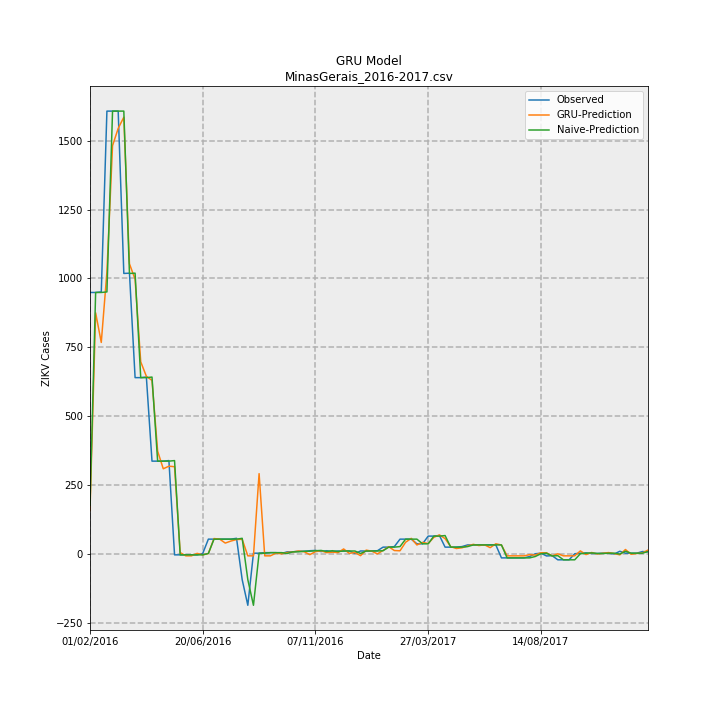 GRU Model
MinasGerais_2016-2017.csv
Observed
GRU-Prediction
Naive-Prediction
1500
1250
1000
750
500
250
0
−250
ZIKV Cases
01/02/2016 20/06/2016 07/11/2016 27/03/2017 14/08/2017
Date